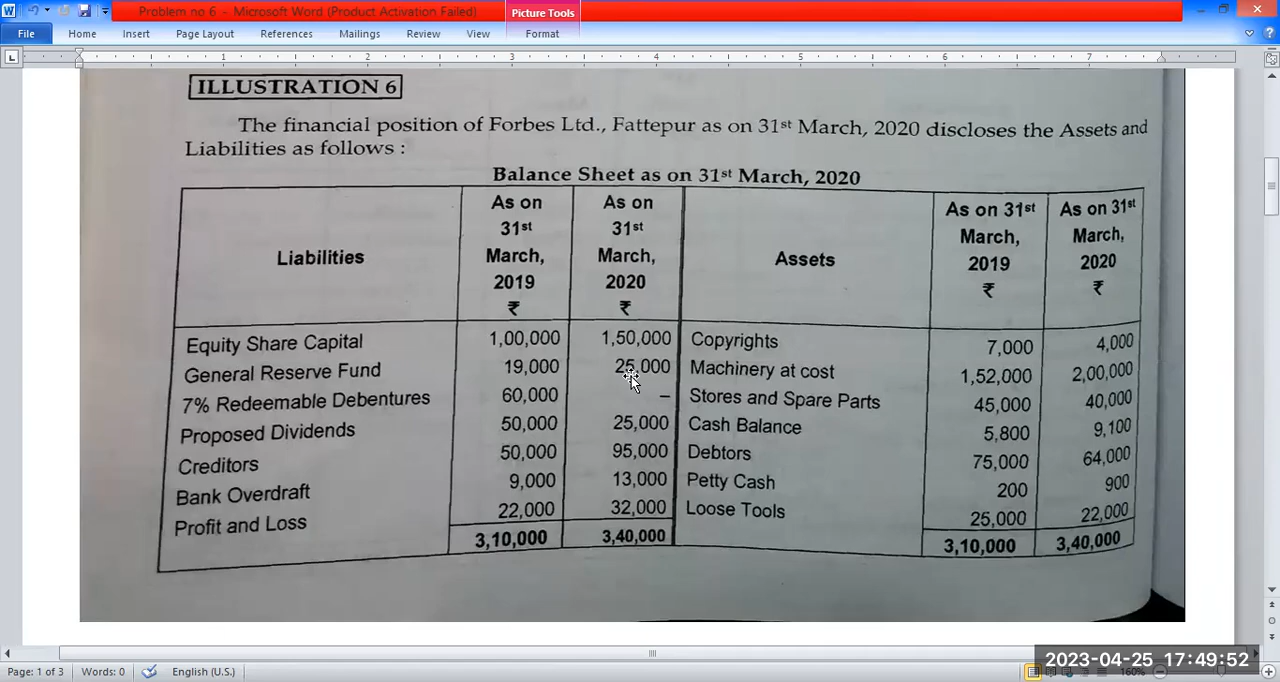 Problem no 6 - Microsoft Word (Product Activation Failed)
Picture Tools
File Home Insert Page Layout References Mailings Review View Format
1 2 3 4 5 6 7
ILLUSTRATION 6
The financial position of Forbes Ltd., Fattepur as on 31st March, 2020 discloses the Assets and
Liabilities as follows :
Balance Sheet as on 31st March, 2020
Liabilities As on 31st March, 2019 ₹ As on 31st March, 2020 ₹ Assets As on 31st March, 2019 ₹ As on 31st March, 2020 ₹
Equity Share Capital 1,00,000 1,50,000 Copyrights 7,000 4,000
General Reserve Fund 19,000 25,000 Machinery at cost 1,52,000 2,00,000
7% Redeemable Debentures 60,000 – Stores and Spare Parts 45,000 40,000
Proposed Dividends 50,000 25,000 Cash Balance 5,800 9,100
Creditors 50,000 95,000 Debtors 75,000 64,000
Bank Overdraft 9,000 13,000 Petty Cash 200 900
Profit and Loss 22,000 32,000 Loose Tools 25,000 22,000
3,10,000 3,40,000 3,10,000 3,40,000
2023-04-25 17:49:52
Page: 1 of 3 Words: 0 English (U.S.) 160%